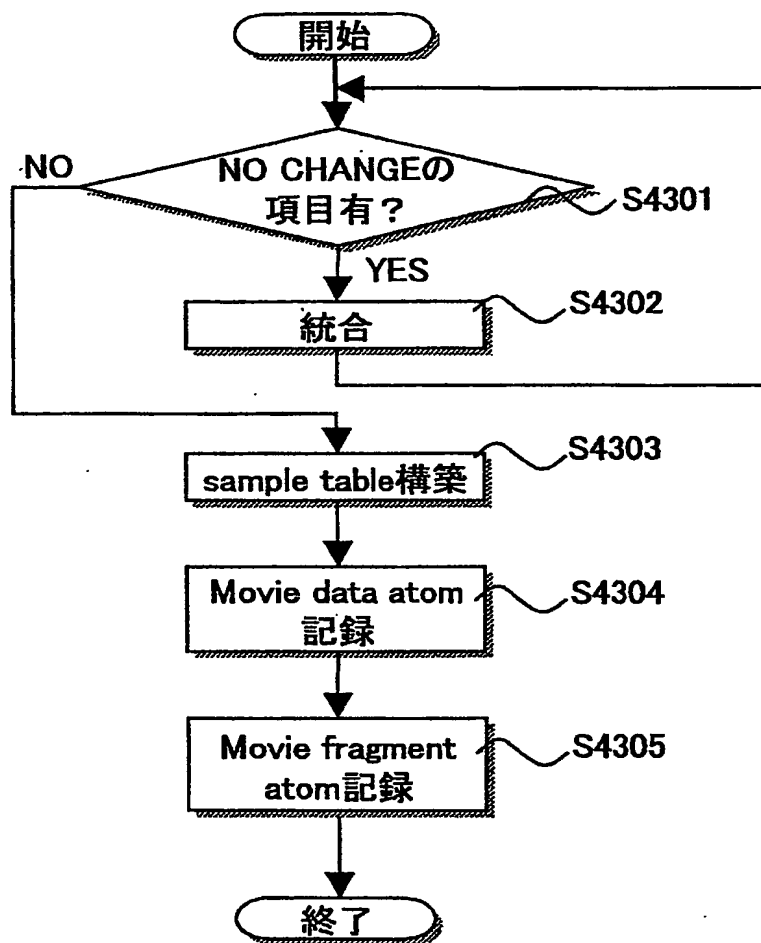 開始
NO
NO CHANGEの
項目有?
S4301
YES
S4302
統合
S4303
sample table構築
Movie data atom
記録
S4304
Movie fragment
atom記録
S4305
終了